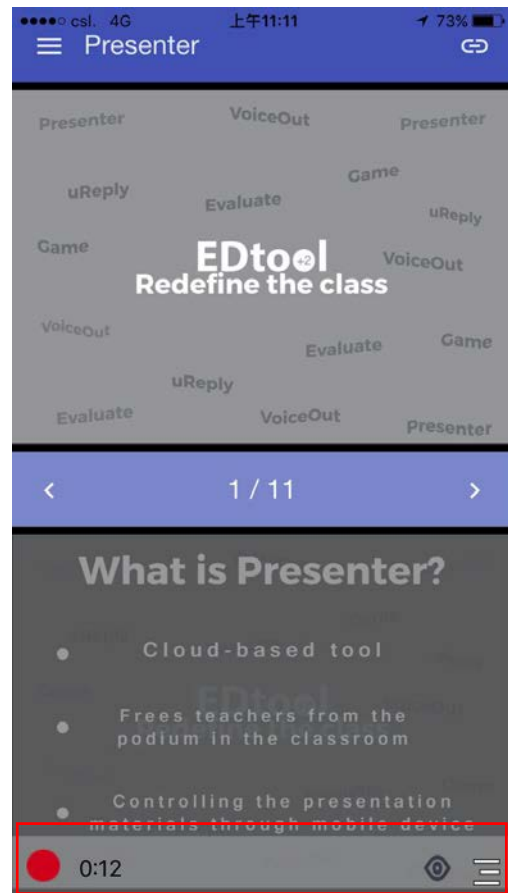 csl. 4G 上午11:11 73%
Presenter
Presenter VoiceOut Presenter
Game
uReply Evaluate uReply
Game EDtool +2 VoiceOut
Redefine the class
VoiceOut Evaluate Game
uReply
Evaluate VoiceOut Presenter
< 1 / 11 >
What is Presenter?
• Cloud-based tool
• Frees teachers from the
podium in the classroom
• Controlling the presentation
materials through mobile device
0:12